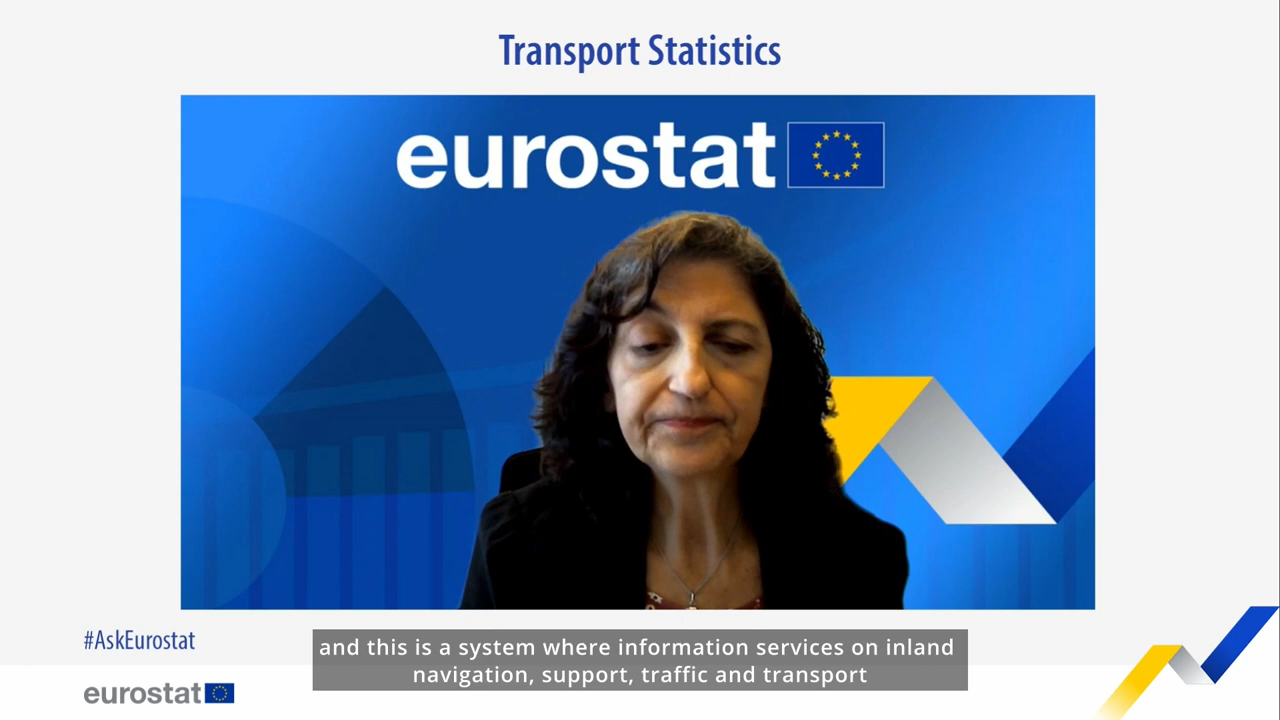 Transport Statistics
eurostat
#AskEurostat
and this is a system where information services on inland
navigation, support, traffic and transport
eurostat